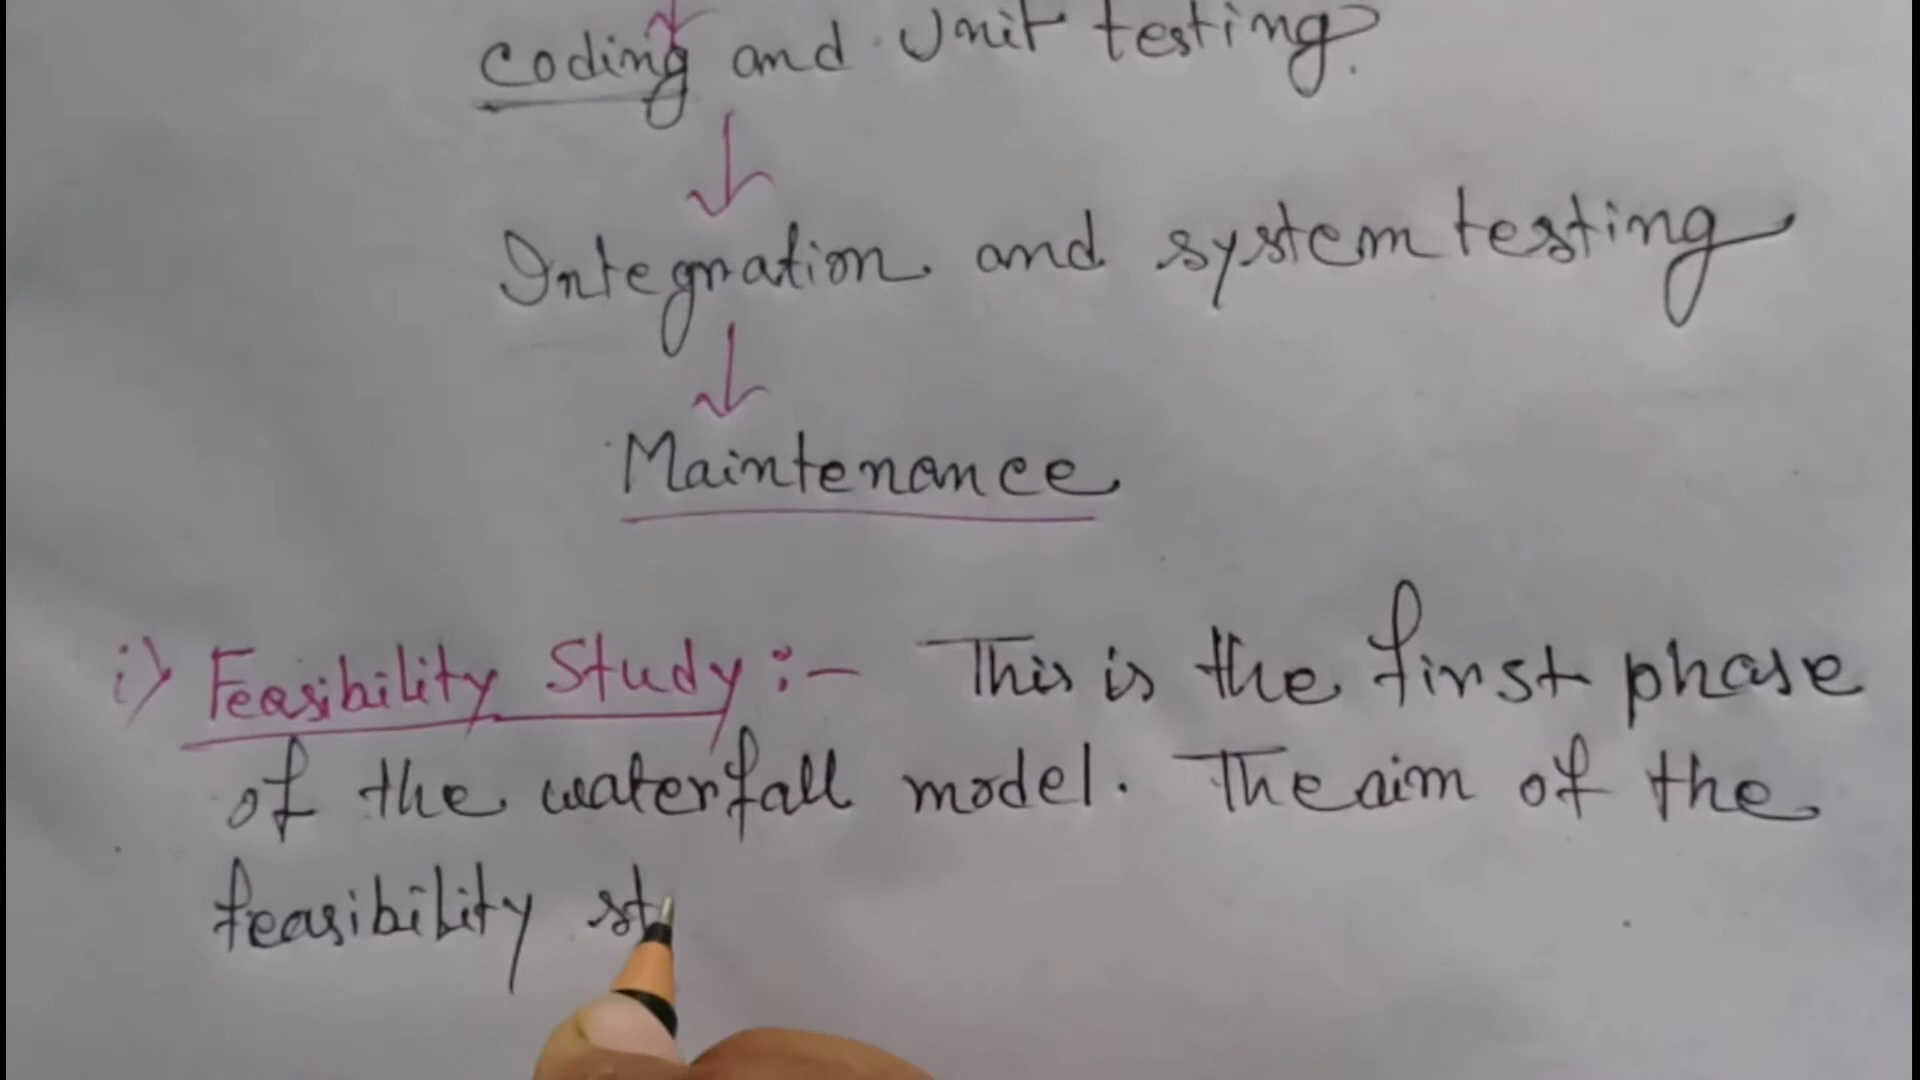 Coding and Unit testing.
Integration and system testing
Maintenance
i) Feasibility Study :- This is the first phase
of the waterfall model. The aim of the
feasibility st